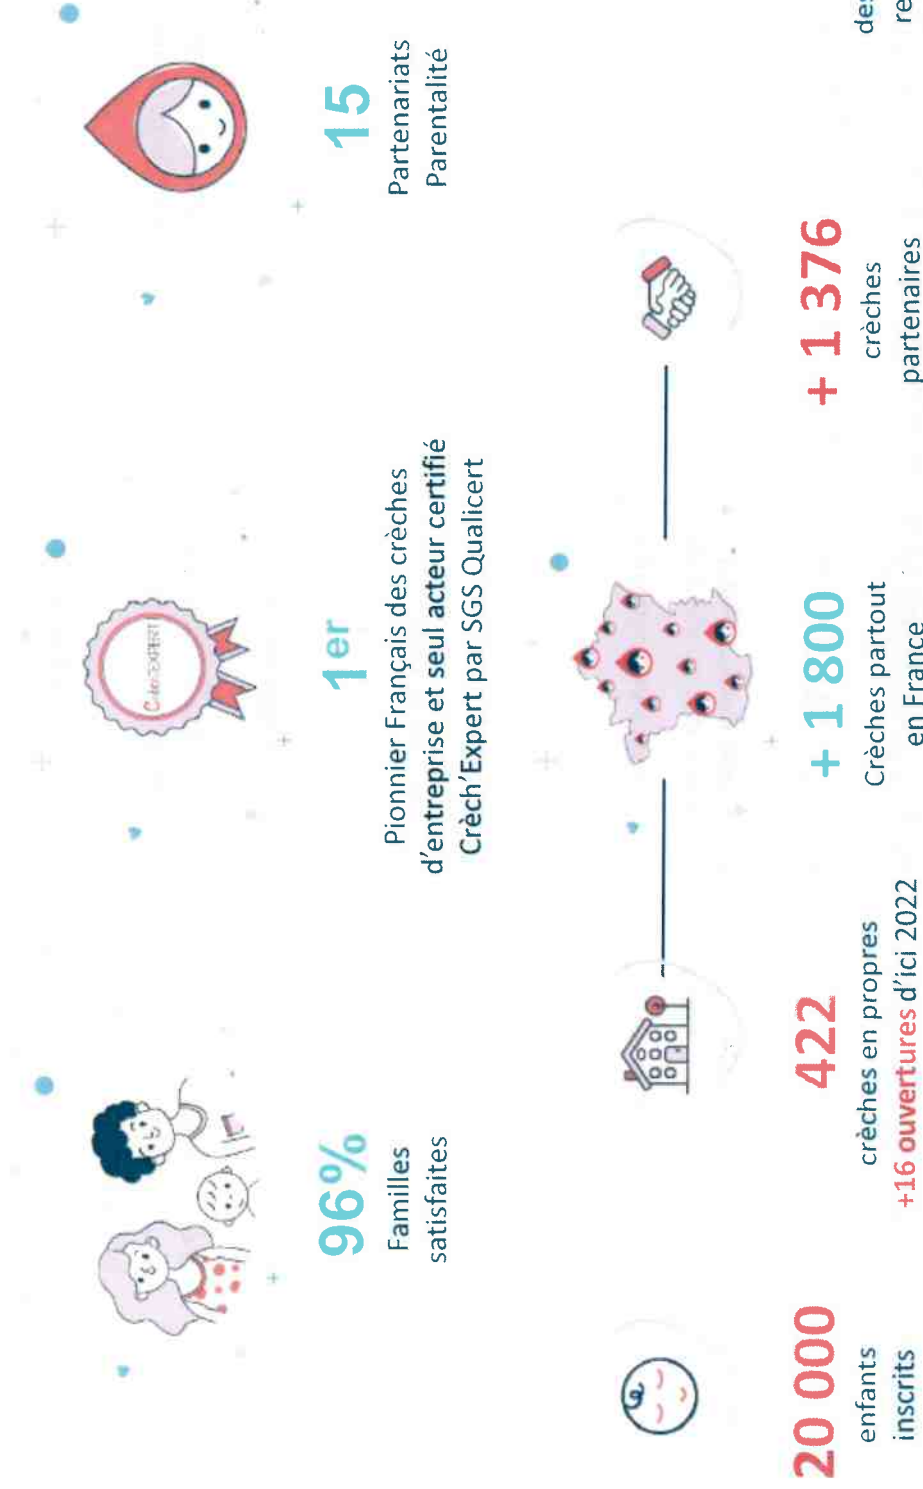 96%
Familles
satisfaites
1er
Pionnier Français des crèches
d'entreprise et seul acteur certifié
Crèch'Expert par SGS Qualicert
15
Partenariats
Parentalité
20 000
enfants
inscrits
422
crèches en propres
+16 ouvertures d'ici 2022
+ 1 800
Crèches partout
en France
+ 1 376
crèches
partenaires